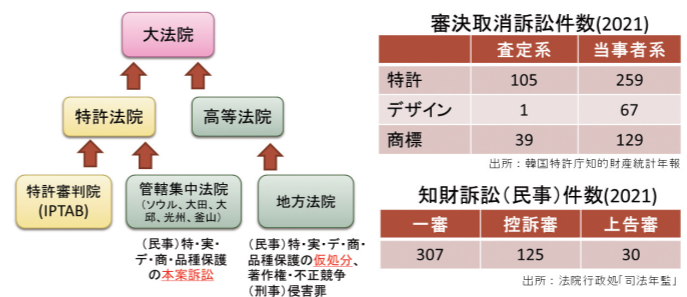 大法院
特許法院
高等法院
特許審判院
(IPTAB)
管轄集中法院
(ソウル、大田、大
邱、光州、釜山)
地方法院
(民事)特・実・
デ・商・品種保護
の本案訴訟
(民事)特・実・デ・商・
品種保護の仮処分、
著作権・不正競争
(刑事)侵害罪
審決取消訴訟件数(2021)
査定系 当事者系
特許 105 259
デザイン 1 67
商標 39 129
出所：韓国特許庁知的財産統計年報
知財訴訟(民事)件数(2021)
一審 控訴審 上告審
307 125 30
出所：法院行政処「司法年監」